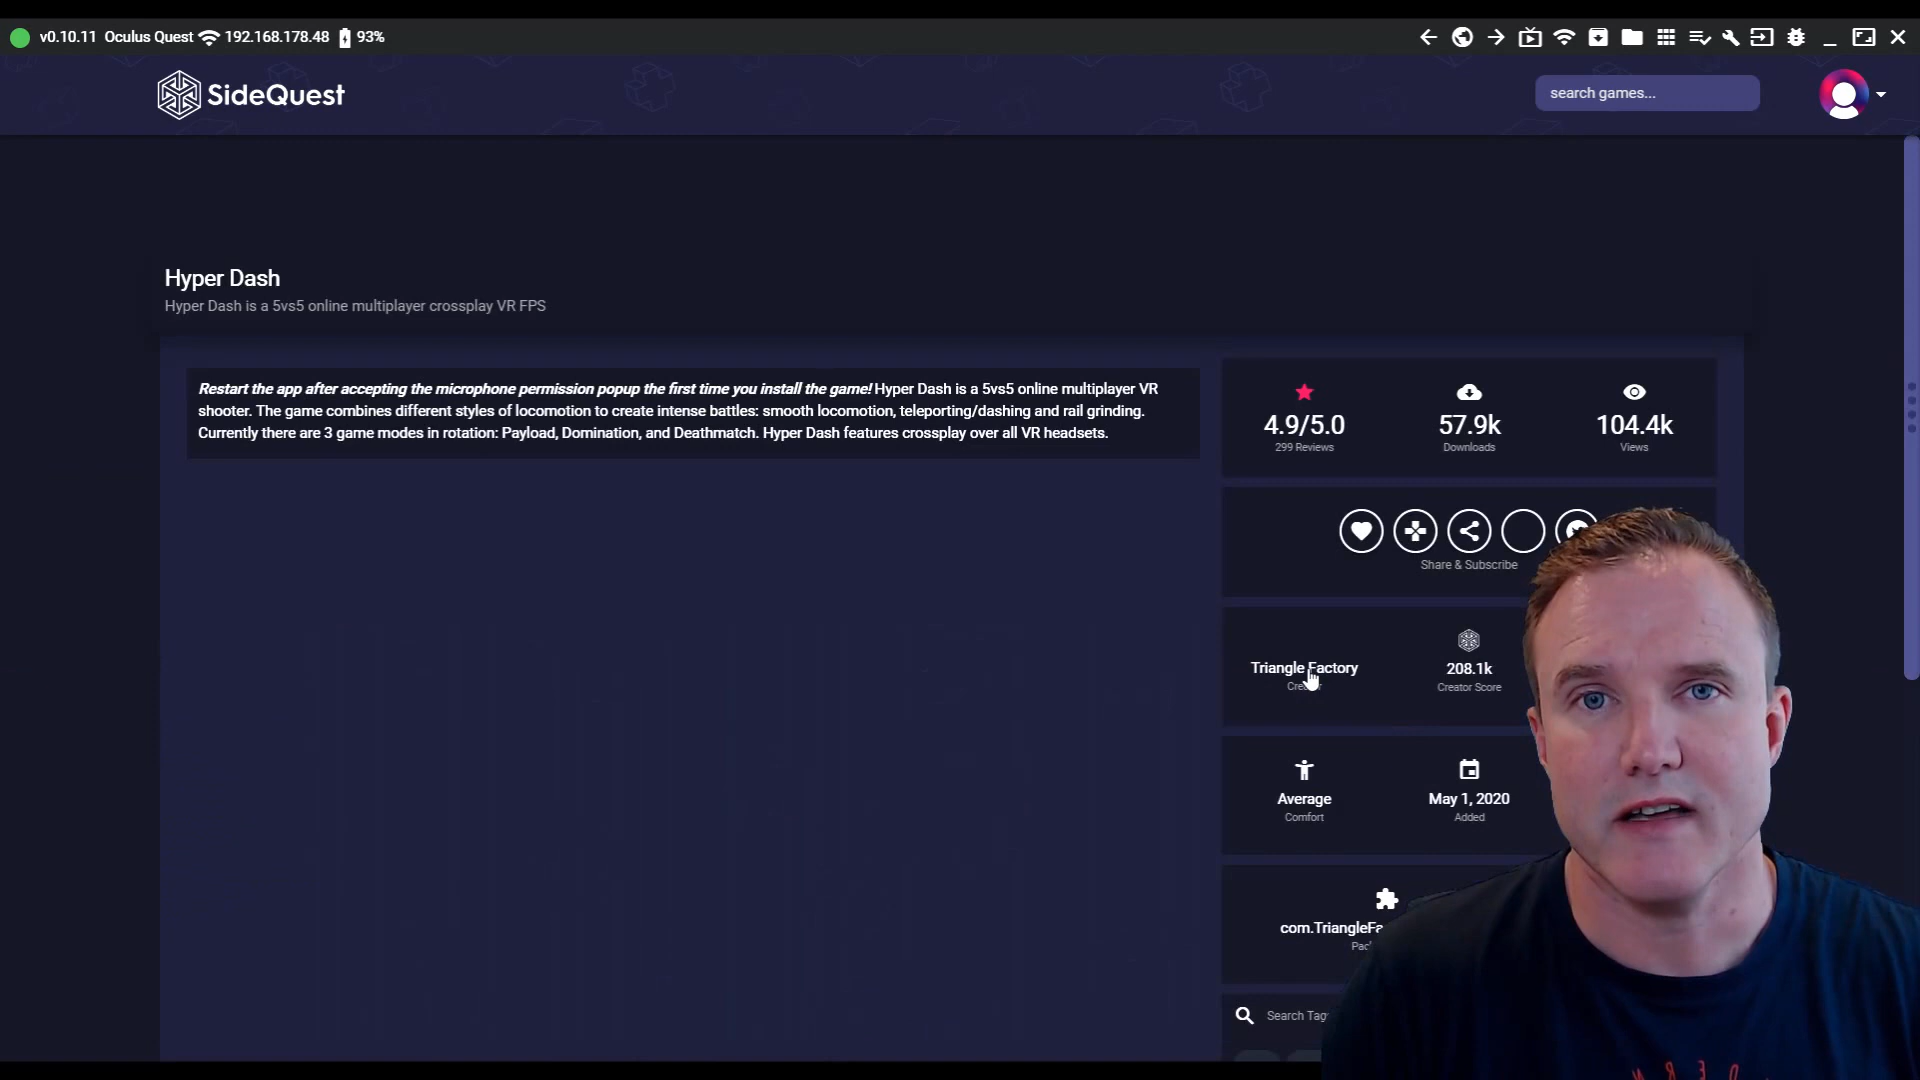 v0.10.11 Oculus Quest 192.168.178.48 93%
SideQuest
search games...
Hyper Dash
Hyper Dash is a 5vs5 online multiplayer crossplay VR FPS
Restart the app after accepting the microphone permission popup the first time you install the game! Hyper Dash is a 5vs5 online multiplayer VR
shooter. The game combines different styles of locomotion to create intense battles: smooth locomotion, teleporting/dashing and rail grinding.
Currently there are 3 game modes in rotation: Payload, Domination, and Deathmatch. Hyper Dash features crossplay over all VR headsets.
4.9/5.0 57.9k 104.4k
299 Reviews Downloads Views
Share & Subscribe
Triangle Factory 208.1k
Creator Score
Average May 1, 2020
Comfort Added
Search